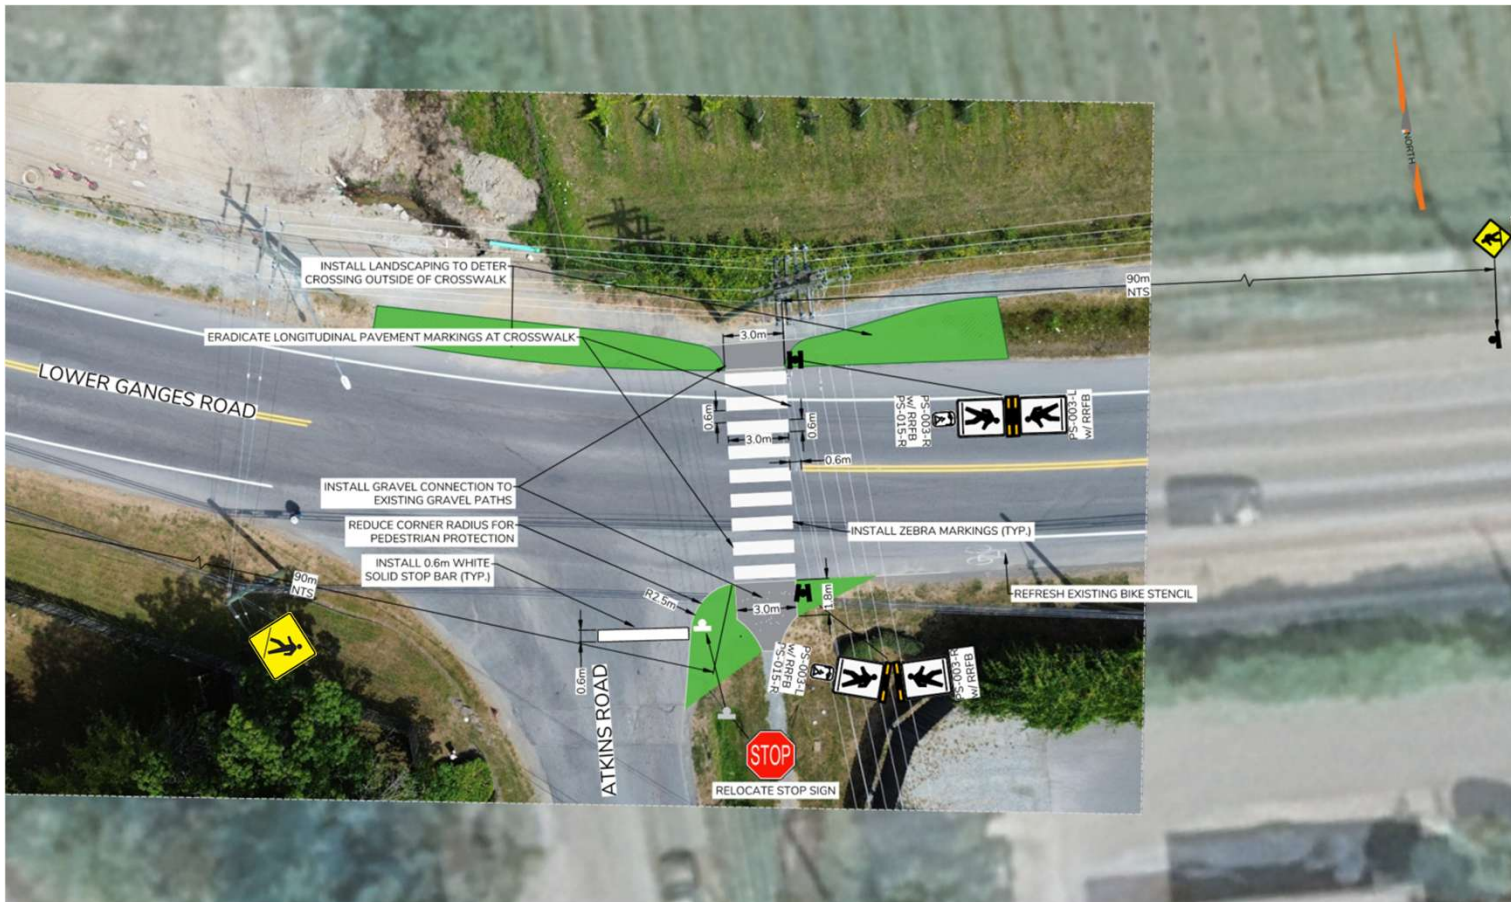 NORTH
INSTALL LANDSCAPING TO DETER
CROSSING OUTSIDE OF CROSSWALK
90m
NTS
ERADICATE LONGITUDINAL PAVEMENT MARKINGS AT CROSSWALK
3.0m
LOWER GANGES ROAD
0.6m
0.6m
3.0m
PS-003-R
w/ RRFB
PS-015-R
PS-003-L
w/ RRFB
0.6m
INSTALL GRAVEL CONNECTION TO
EXISTING GRAVEL PATHS
REDUCE CORNER RADIUS FOR
PEDESTRIAN PROTECTION
INSTALL ZEBRA MARKINGS (TYP.)
INSTALL 0.6m WHITE
SOLID STOP BAR (TYP.)
90m
NTS
R2.5m
3.0m
1.8m
REFRESH EXISTING BIKE STENCIL
0.6m
ATKINS ROAD
PS-003-L
w/ RRFB
PS-015-R
PS-003-R
w/ RRFB
STOP
RELOCATE STOP SIGN